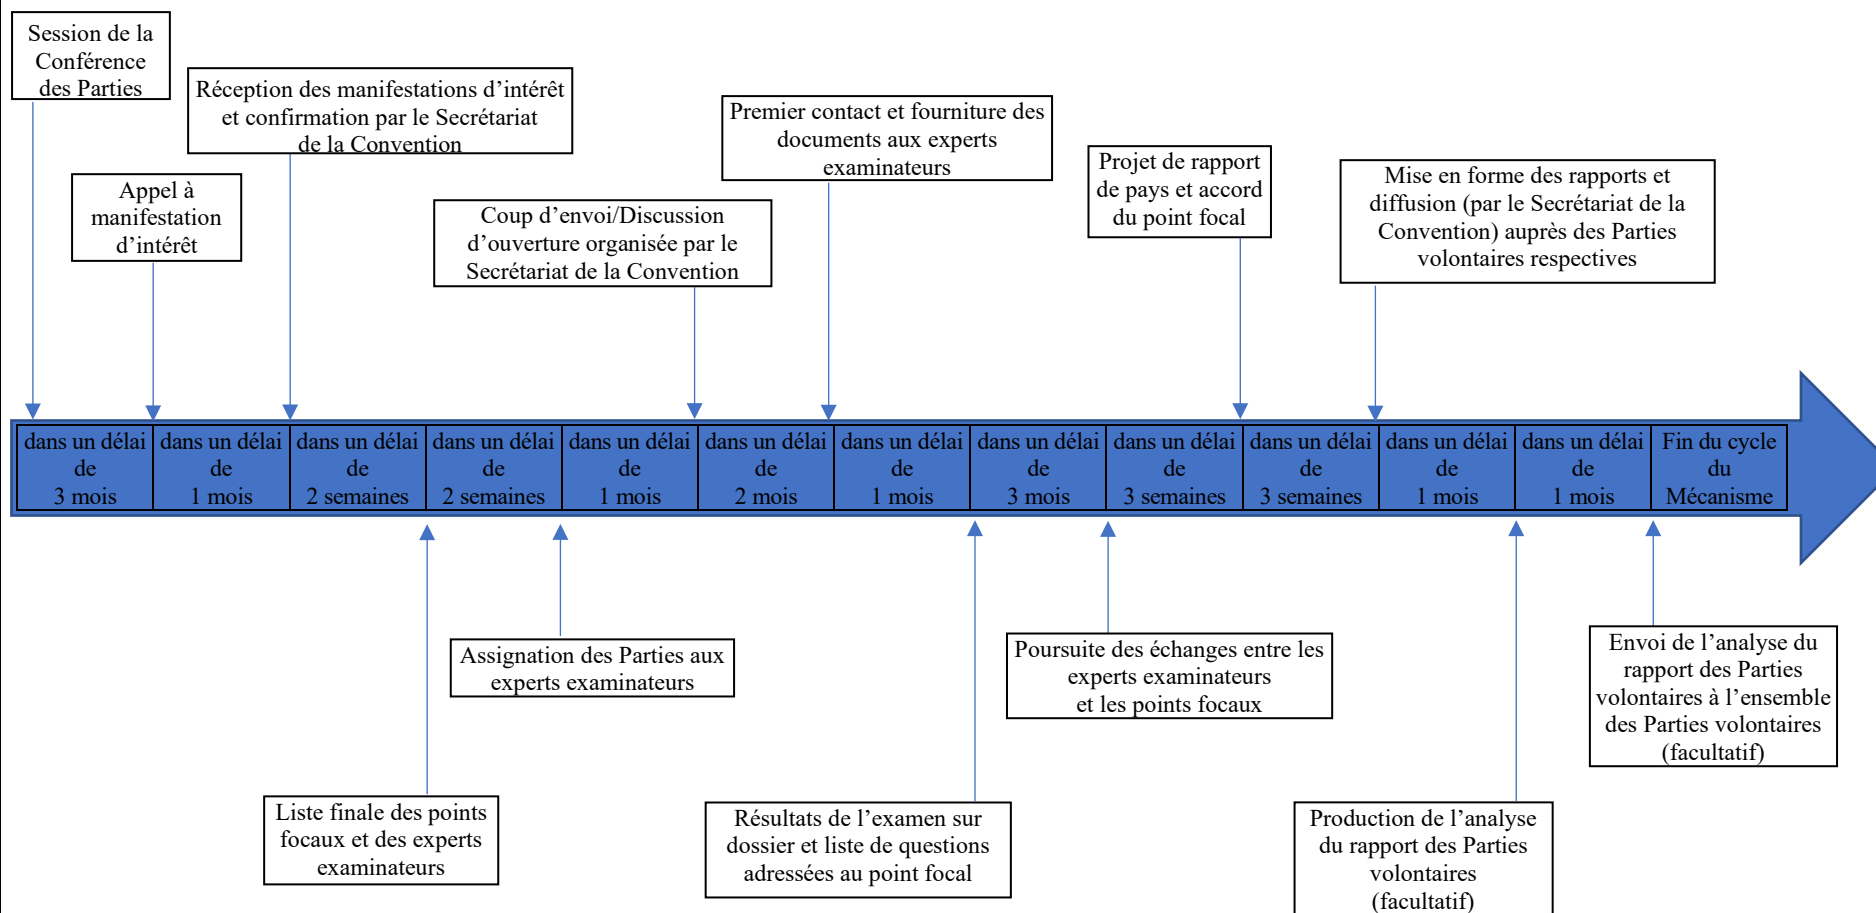 Session de la
Conférence
des Parties
Réception des manifestations d’intérêt
et confirmation par le Secrétariat
de la Convention
Appel à
manifestation
d’intérêt
Coup d’envoi/Discussion
d’ouverture organisée par le
Secrétariat de la Convention
Premier contact et fourniture des
documents aux experts
examinateurs
Projet de rapport
de pays et accord
du point focal
Mise en forme des rapports et
diffusion (par le Secrétariat de la
Convention) auprès des Parties
volontaires respectives
dans un délai
de
3 mois
dans un délai
de
1 mois
dans un délai
de
2 semaines
dans un délai
de
2 semaines
dans un délai
de
1 mois
dans un délai
de
2 mois
dans un délai
de
1 mois
dans un délai
de
3 mois
dans un délai
de
3 semaines
dans un délai
de
3 semaines
dans un délai
de
1 mois
dans un délai
de
1 mois
Fin du cycle
du
Mécanisme
Assignation des Parties aux
experts examinateurs
Poursuite des échanges entre les
experts examinateurs
et les points focaux
Envoi de l’analyse du
rapport des Parties
volontaires à l’ensemble
des Parties volontaires
(facultatif)
Liste finale des points
focaux et des experts
examinateurs
Résultats de l’examen sur
dossier et liste de questions
adressées au point focal
Production de l’analyse
du rapport des Parties
volontaires
(facultatif)